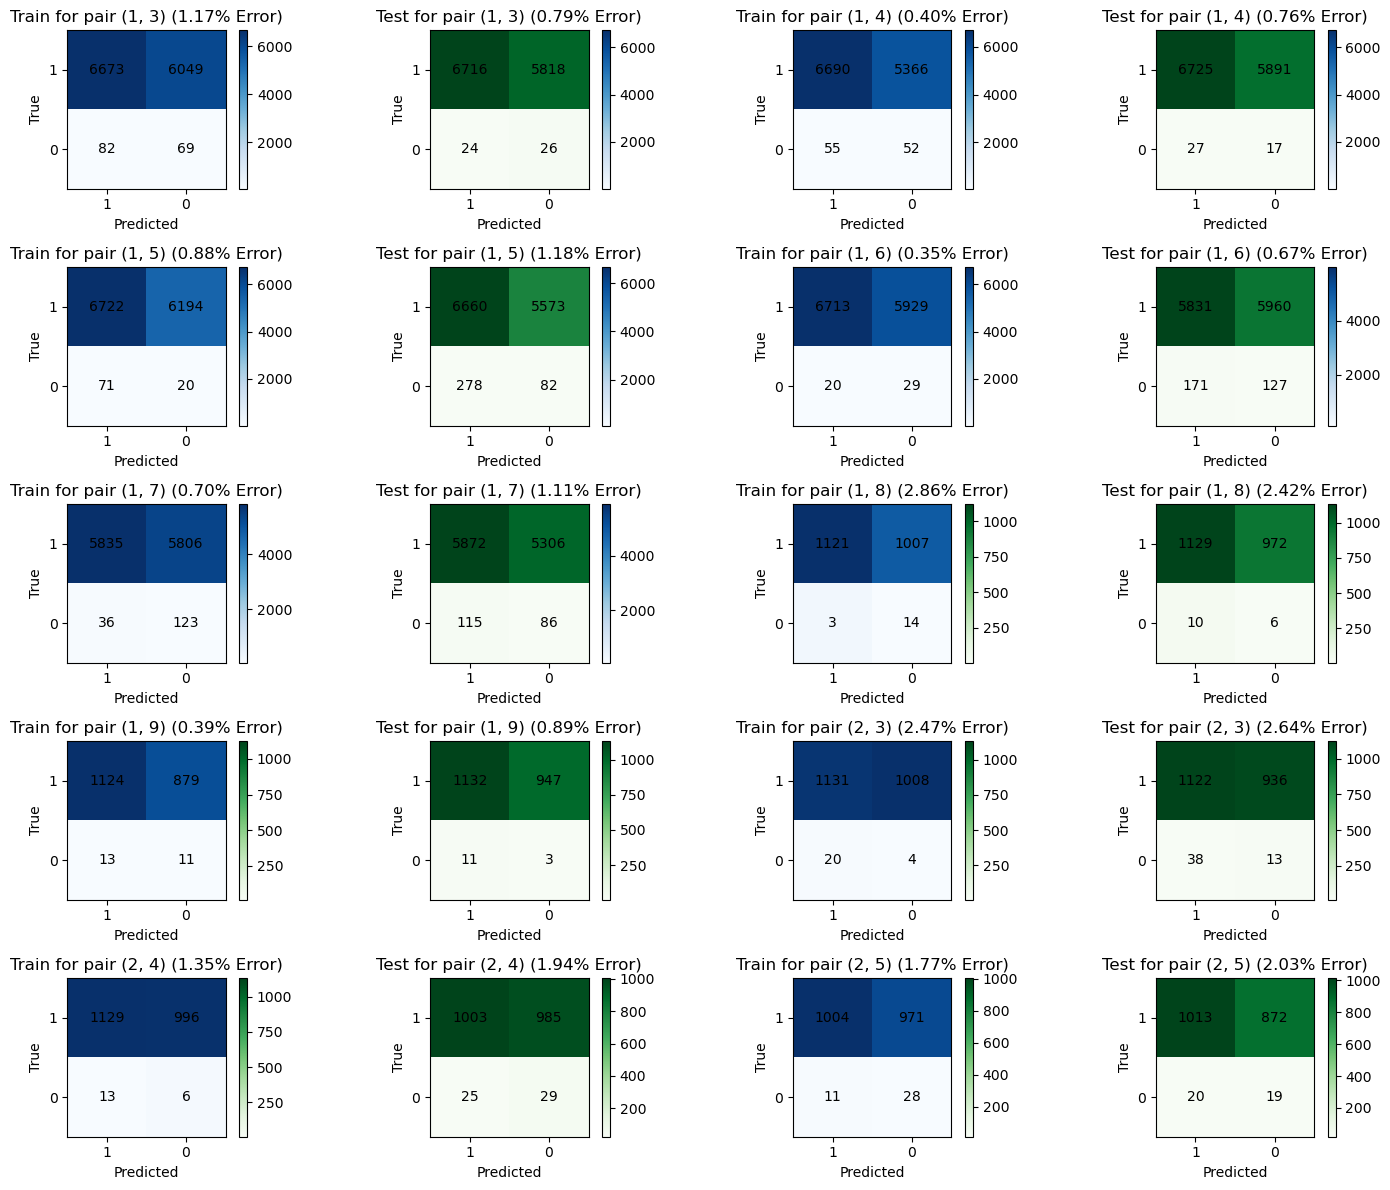 Train for pair (1, 3) (1.17% Error)
1 6673 6049 6000
True 4000
0 82 69 2000
1 0
Predicted
Test for pair (1, 3) (0.79% Error)
1 6716 5818 6000
True 4000
0 24 26 2000
1 0
Predicted
Train for pair (1, 4) (0.40% Error)
1 6690 5366 6000
True 4000
0 55 52 2000
1 0
Predicted
Test for pair (1, 4) (0.76% Error)
1 6725 5891 6000
True 4000
0 27 17 2000
1 0
Predicted
Train for pair (1, 5) (0.88% Error)
1 6722 6194 6000
True 4000
0 71 20 2000
1 0
Predicted
Test for pair (1, 5) (1.18% Error)
1 6660 5573 6000
True 4000
0 278 82 2000
1 0
Predicted
Train for pair (1, 6) (0.35% Error)
1 6713 5929 6000
True 4000
0 20 29 2000
1 0
Predicted
Test for pair (1, 6) (0.67% Error)
1 5831 5960 4000
True
0 171 127 2000
1 0
Predicted
Train for pair (1, 7) (0.70% Error)
1 5835 5806 4000
True
0 36 123 2000
1 0
Predicted
Test for pair (1, 7) (1.11% Error)
1 5872 5306 4000
True
0 115 86 2000
1 0
Predicted
Train for pair (1, 8) (2.86% Error)
1000
1 1121 1007 750
True 500
0 3 14 250
1 0
Predicted
Test for pair (1, 8) (2.42% Error)
1000
1 1129 972 750
True 500
0 10 6 250
1 0
Predicted
Train for pair (1, 9) (0.39% Error)
1000
1 1124 879 750
True 500
0 13 11 250
1 0
Predicted
Test for pair (1, 9) (0.89% Error)
1000
1 1132 947 750
True 500
0 11 3 250
1 0
Predicted
Train for pair (2, 3) (2.47% Error)
1000
1 1131 1008 750
True 500
0 20 4 250
1 0
Predicted
Test for pair (2, 3) (2.64% Error)
1000
1 1122 936 750
True 500
0 38 13 250
1 0
Predicted
Train for pair (2, 4) (1.35% Error)
1000
1 1129 996 750
True 500
0 13 6 250
1 0
Predicted
Test for pair (2, 4) (1.94% Error)
1000
800
1 1003 985 600
True 400
0 25 29 200
1 0
Predicted
Train for pair (2, 5) (1.77% Error)
1000
800
1 1004 971 600
True 400
0 11 28 200
1 0
Predicted
Test for pair (2, 5) (2.03% Error)
1000
800
1 1013 872 600
True 400
0 20 19 200
1 0
Predicted